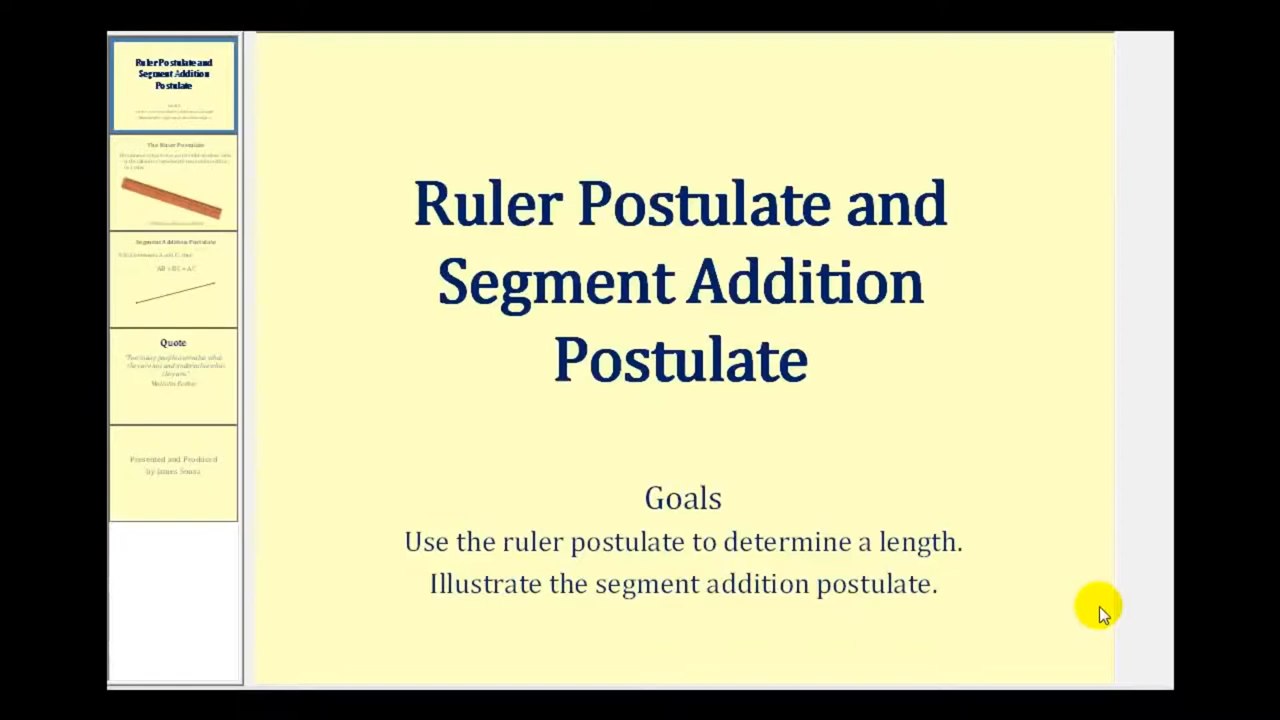 Ruler Postulate and
Segment Addition
Postulate
The Ruler Postulate
Segment Addition Postulate
AB + BC = AC
Quote
Presented and Produced
by James Sousa
Ruler Postulate and
Segment Addition
Postulate
Goals
Use the ruler postulate to determine a length.
Illustrate the segment addition postulate.